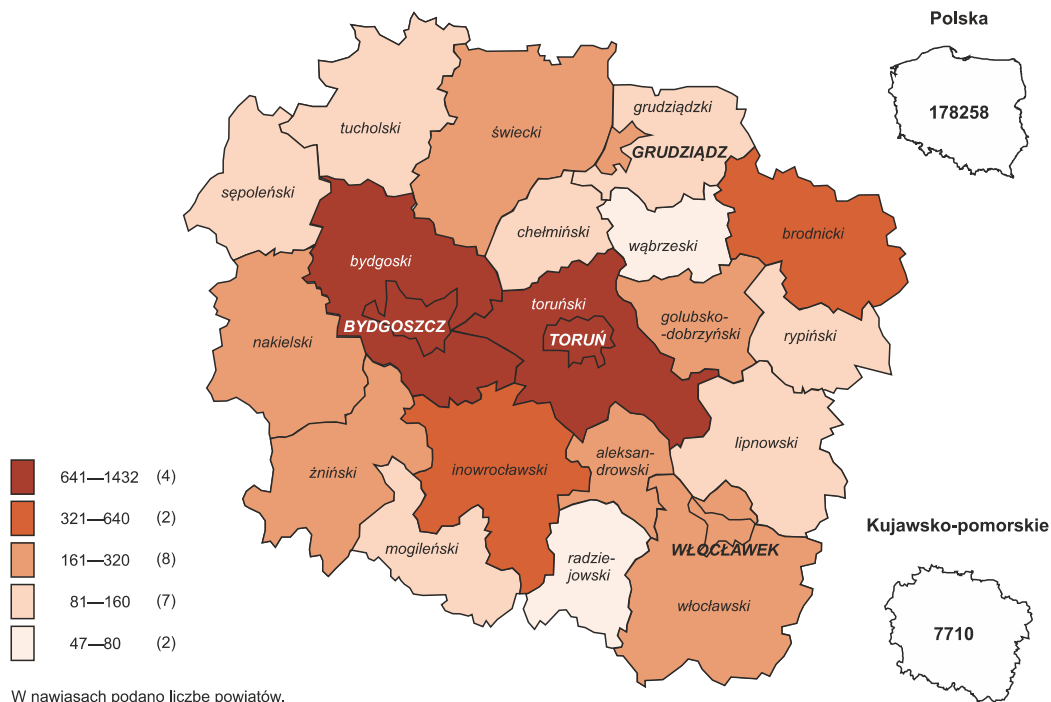 Polska
178258
grudziądzki
tucholski
świecki
GRUDZIĄDZ
sępoleński
chełmiński
wąbrzeski
brodnicki
bydgoski
toruński
golubsko-
-dobrzyński
BYDGOSZCZ
TORUŃ
rypiński
nakielski
lipnowski
aleksan-
drowski
inowrocławski
żniński
641—1432 (4)
321—640 (2)
161—320 (8)
81—160 (7)
47—80 (2)
mogileński
radzie-
jowski
WŁOCŁAWEK
włocławski
Kujawsko-pomorskie
7710
W nawiasach podano liczbę powiatów.